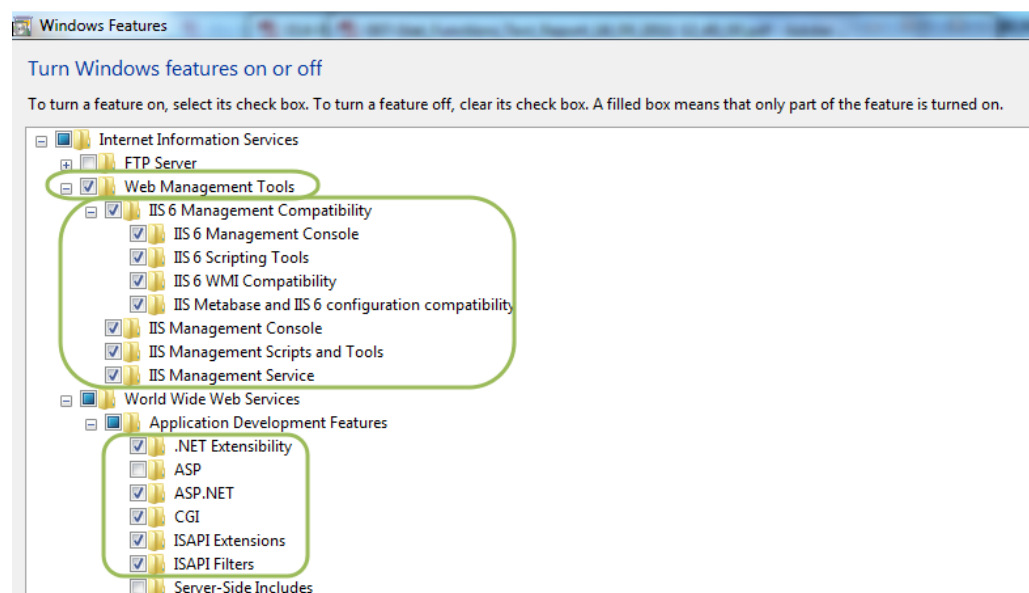 Windows Features
Turn Windows features on or off
To turn a feature on, select its check box. To turn a feature off, clear its check box. A filled box means that only part of the feature is turned on.
Internet Information Services
FTP Server
Web Management Tools
IIS 6 Management Compatibility
IIS 6 Management Console
IIS 6 Scripting Tools
IIS 6 WMI Compatibility
IIS Metabase and IIS 6 configuration compatibility
IIS Management Console
IIS Management Scripts and Tools
IIS Management Service
World Wide Web Services
Application Development Features
.NET Extensibility
ASP
ASP.NET
CGI
ISAPI Extensions
ISAPI Filters
Server-Side Includes